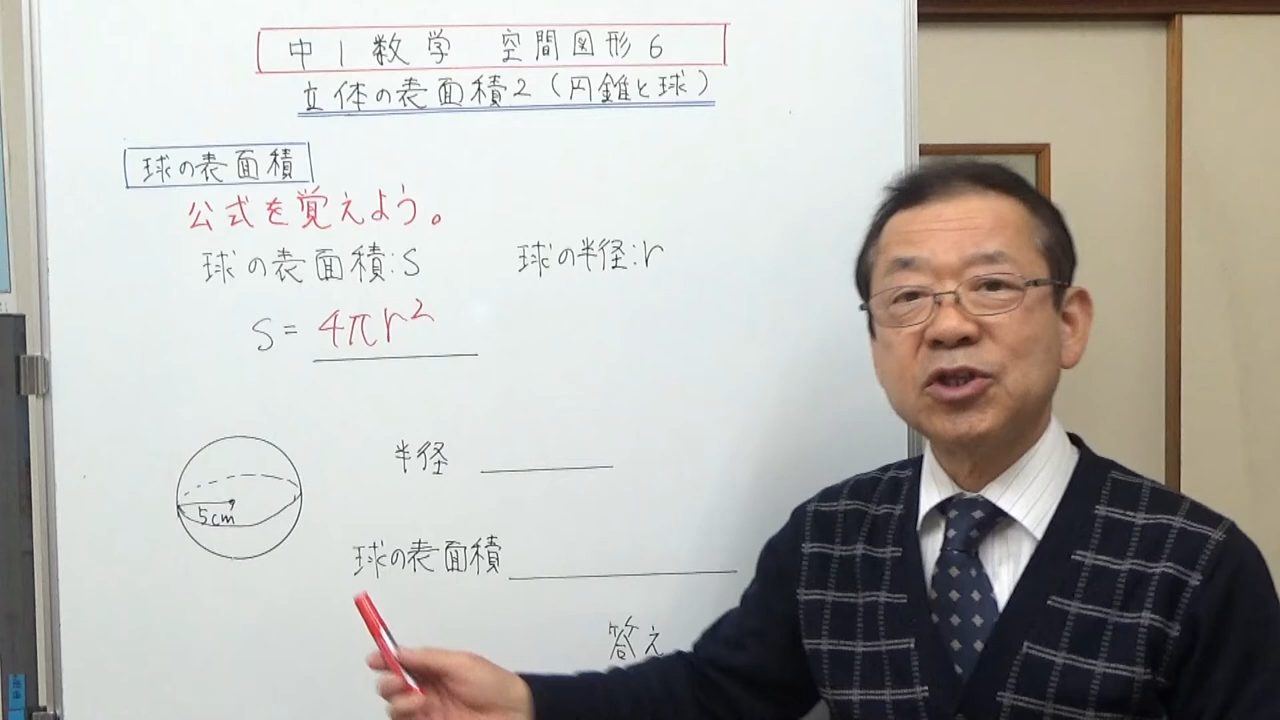 中1数学 空間図形6
立体の表面積2(円錐と球)
球の表面積
公式を覚えよう。
球の表面積:S 球の半径:r
S= 4πr²
半径
5cm
球の表面積
答え